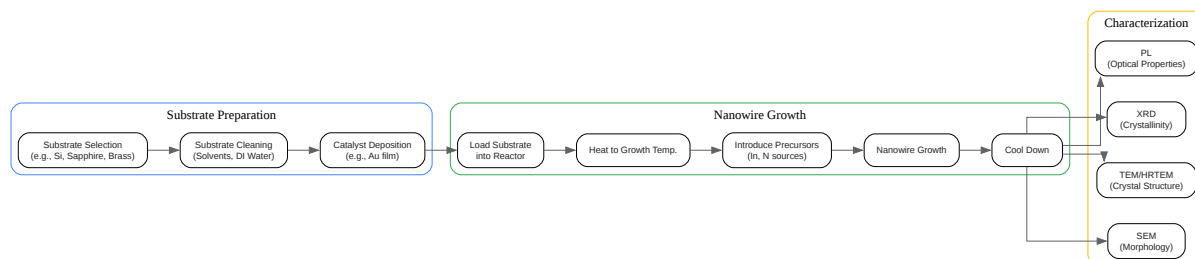 Substrate Preparation
Substrate Selection
(e.g., Si, Sapphire, Brass)
Substrate Cleaning
(Solvents, DI Water)
Catalyst Deposition
(e.g., Au film)
Nanowire Growth
Load Substrate
into Reactor
Heat to Growth Temp.
Introduce Precursors
(In, N sources)
Nanowire Growth
Cool Down
Characterization
PL
(Optical Properties)
XRD
(Crystallinity)
TEM/HRTEM
(Crystal Structure)
SEM
(Morphology)